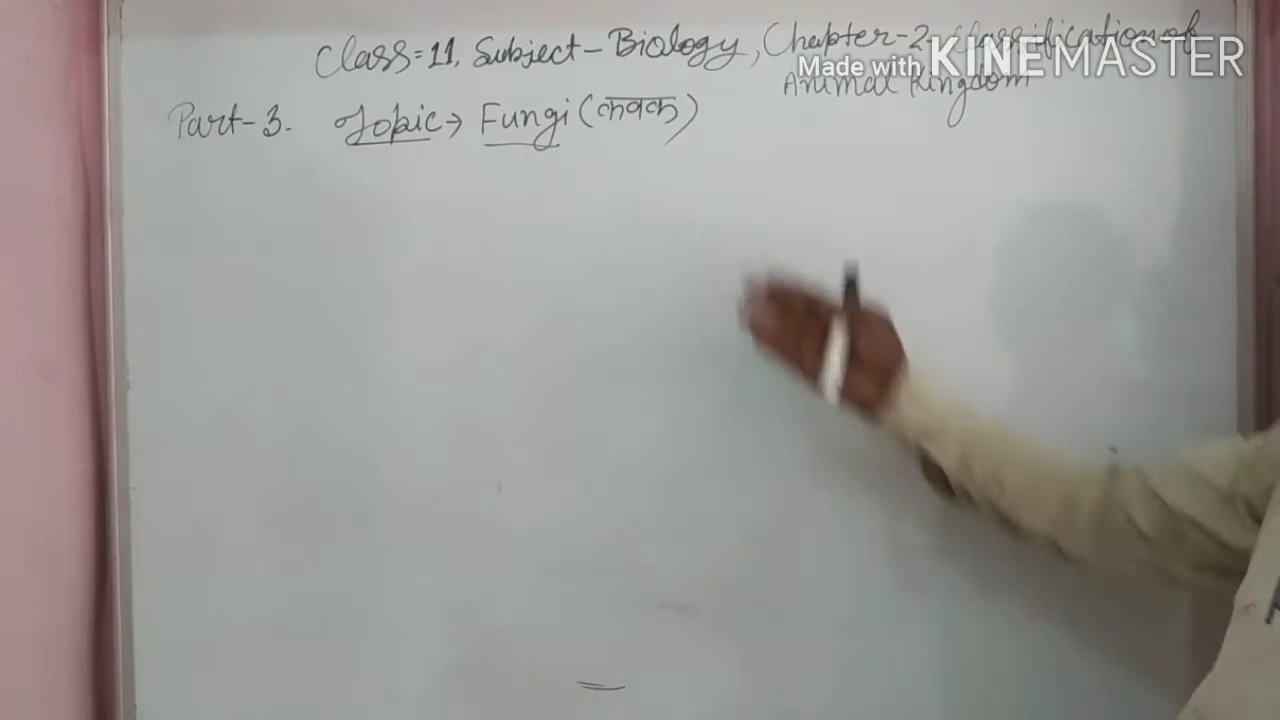 Class=11, Subject-Biology, Chapter-2, Classification of
Animal Kingdom
Made with KINEMASTER
Part-3. Topic→ Fungi (कवक)